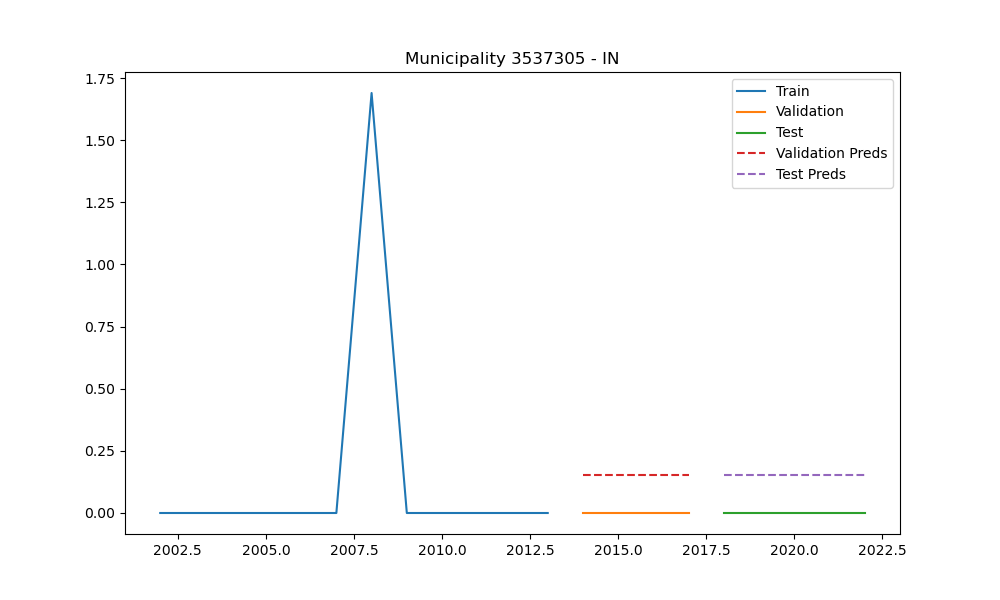 Municipality 3537305 - IN
1.75
1.50
1.25
1.00
0.75
0.50
0.25
0.00
Train
Validation
Test
Validation Preds
Test Preds
2002.5 2005.0 2007.5 2010.0 2012.5 2015.0 2017.5 2020.0 2022.5